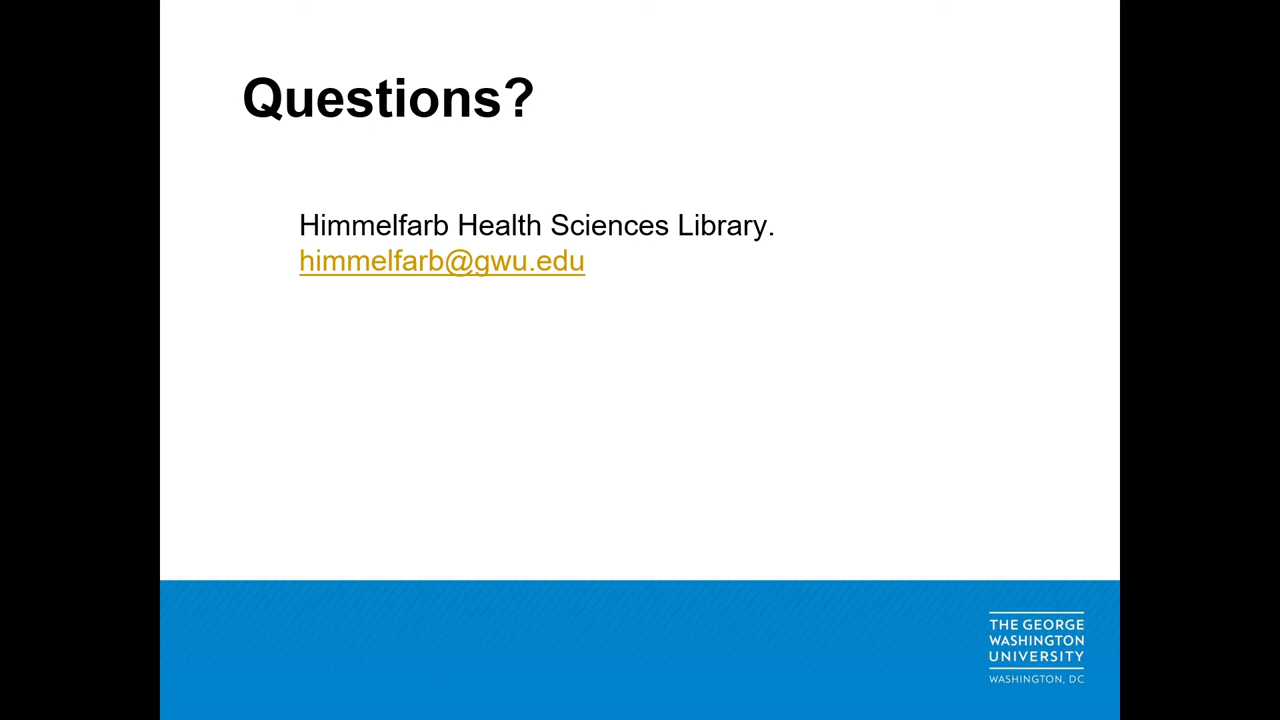 Questions?
Himmelfarb Health Sciences Library.
himmelfarb@gwu.edu
THE GEORGE
WASHINGTON
UNIVERSITY
WASHINGTON, DC